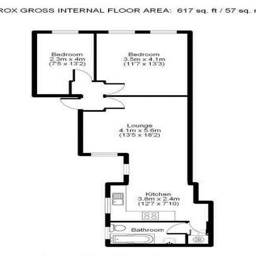 ROX GROSS INTERNAL FLOOR AREA: 617 sq. ft / 57 sq.
Bedroom
2.3m x 4m
(7'5 x 13'2)
Bedroom
3.5m x 4.1m
(11'7 x 13'3)
Lounge
4.1m x 5.6m
(13'5 x 18'2)
Kitchen
3.8m x 2.4m
(12'7 x 7'10)
Bathroom